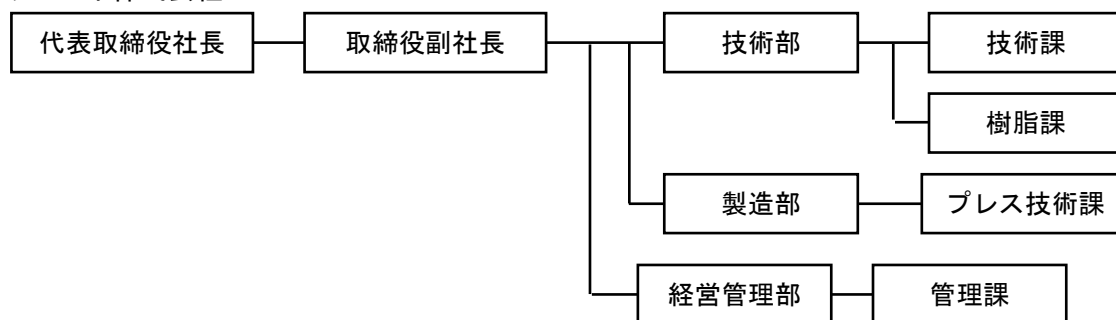 代表取締役社長
取締役副社長
技術部
技術課
樹脂課
製造部
プレス技術課
経営管理部
管理課